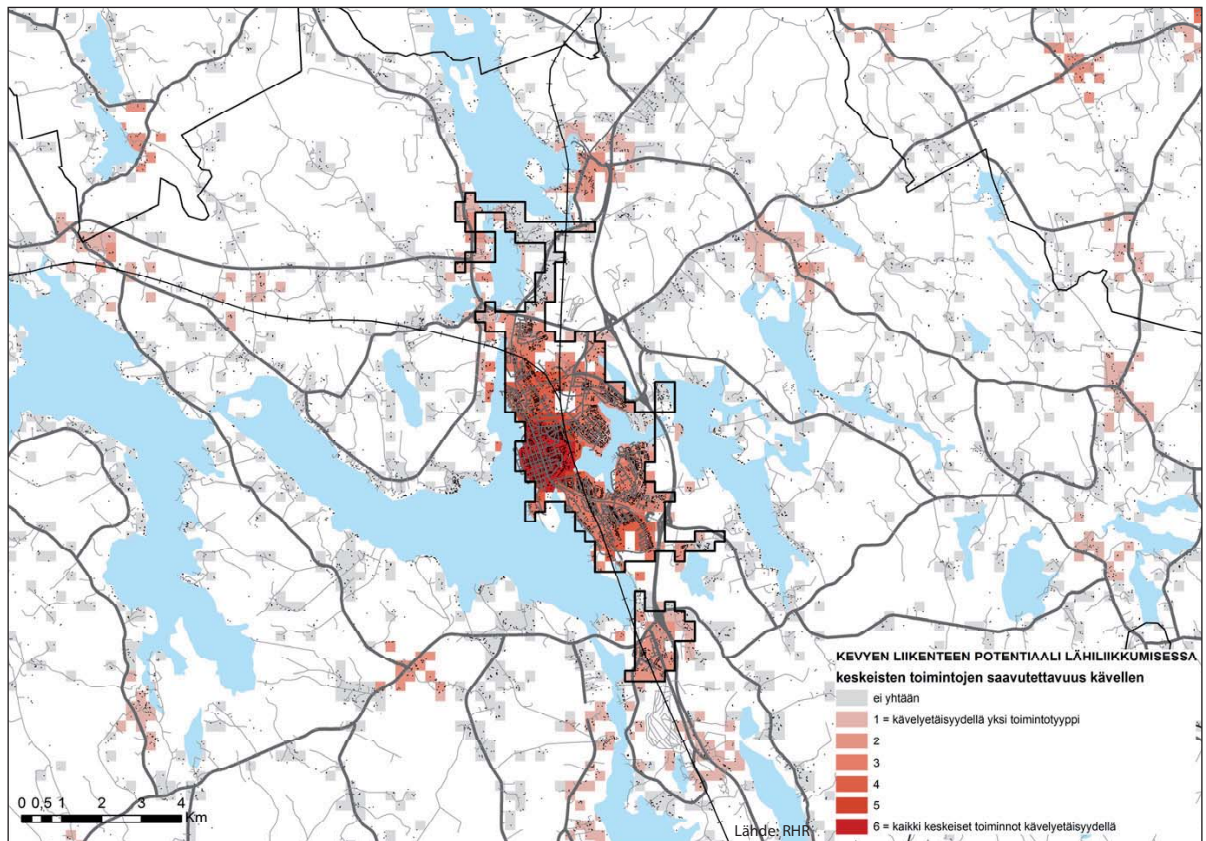 KEVYEN LIIKENTEEN POTENTIAALI LÄHILIIKKUMISESSA
keskeisten toimintojen saavutettavuus kävellen
ei yhtään
1 = kävelyetäisyydellä yksi toimintotyyppi
2
3
4
5
6 = kaikki keskeiset toiminnot kävelyetäisyydellä
0 0,5 1 2 3 4
Km
Lähde: RHR